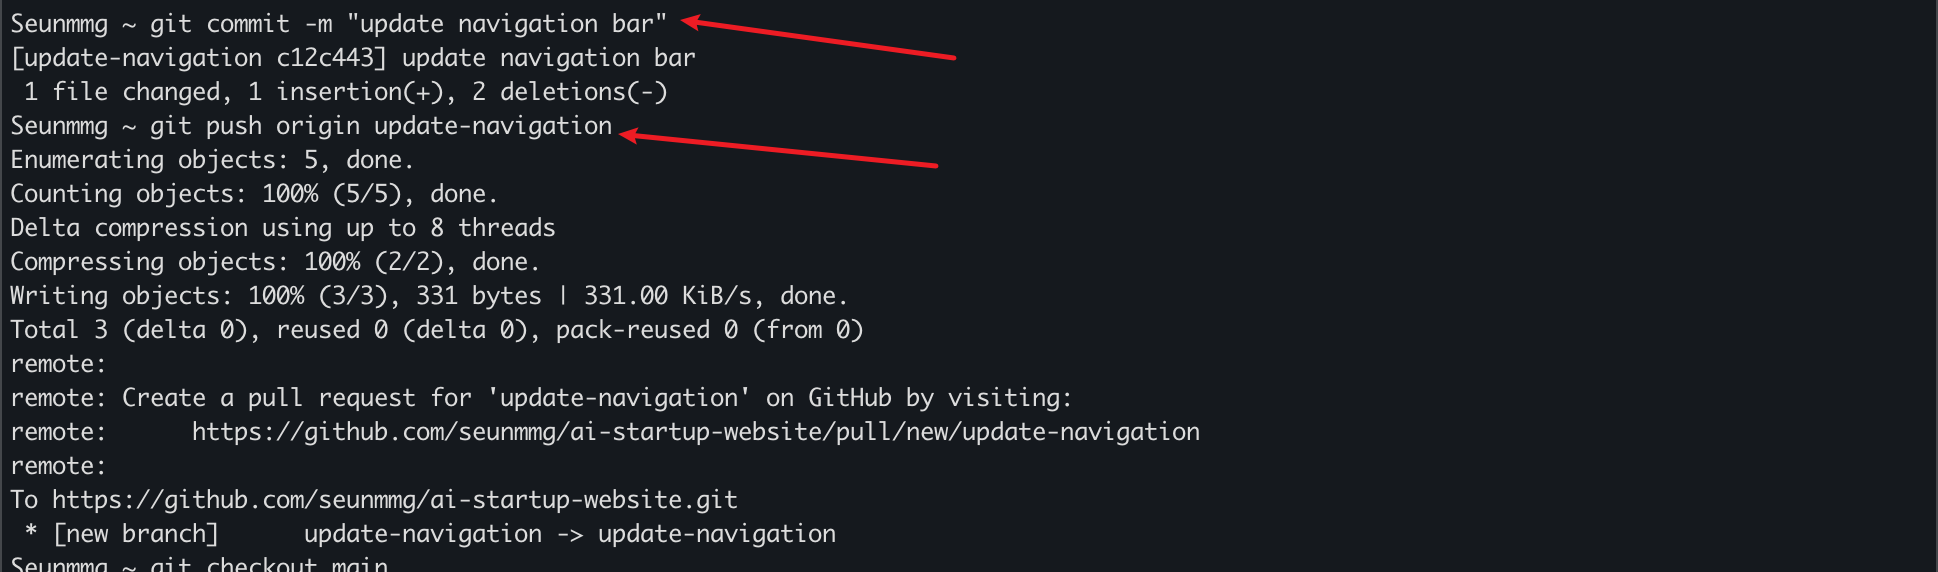 Seunmmg ~ git commit -m "update navigation bar"
[update-navigation c12c443] update navigation bar
 1 file changed, 1 insertion(+), 2 deletions(-)
Seunmmg ~ git push origin update-navigation
Enumerating objects: 5, done.
Counting objects: 100% (5/5), done.
Delta compression using up to 8 threads
Compressing objects: 100% (2/2), done.
Writing objects: 100% (3/3), 331 bytes | 331.00 KiB/s, done.
Total 3 (delta 0), reused 0 (delta 0), pack-reused 0 (from 0)
remote:
remote: Create a pull request for 'update-navigation' on GitHub by visiting:
remote:      https://github.com/seunmmg/ai-startup-website/pull/new/update-navigation
remote:
To https://github.com/seunmmg/ai-startup-website.git
 * [new branch]      update-navigation -> update-navigation
Seunmmg ~ git checkout main